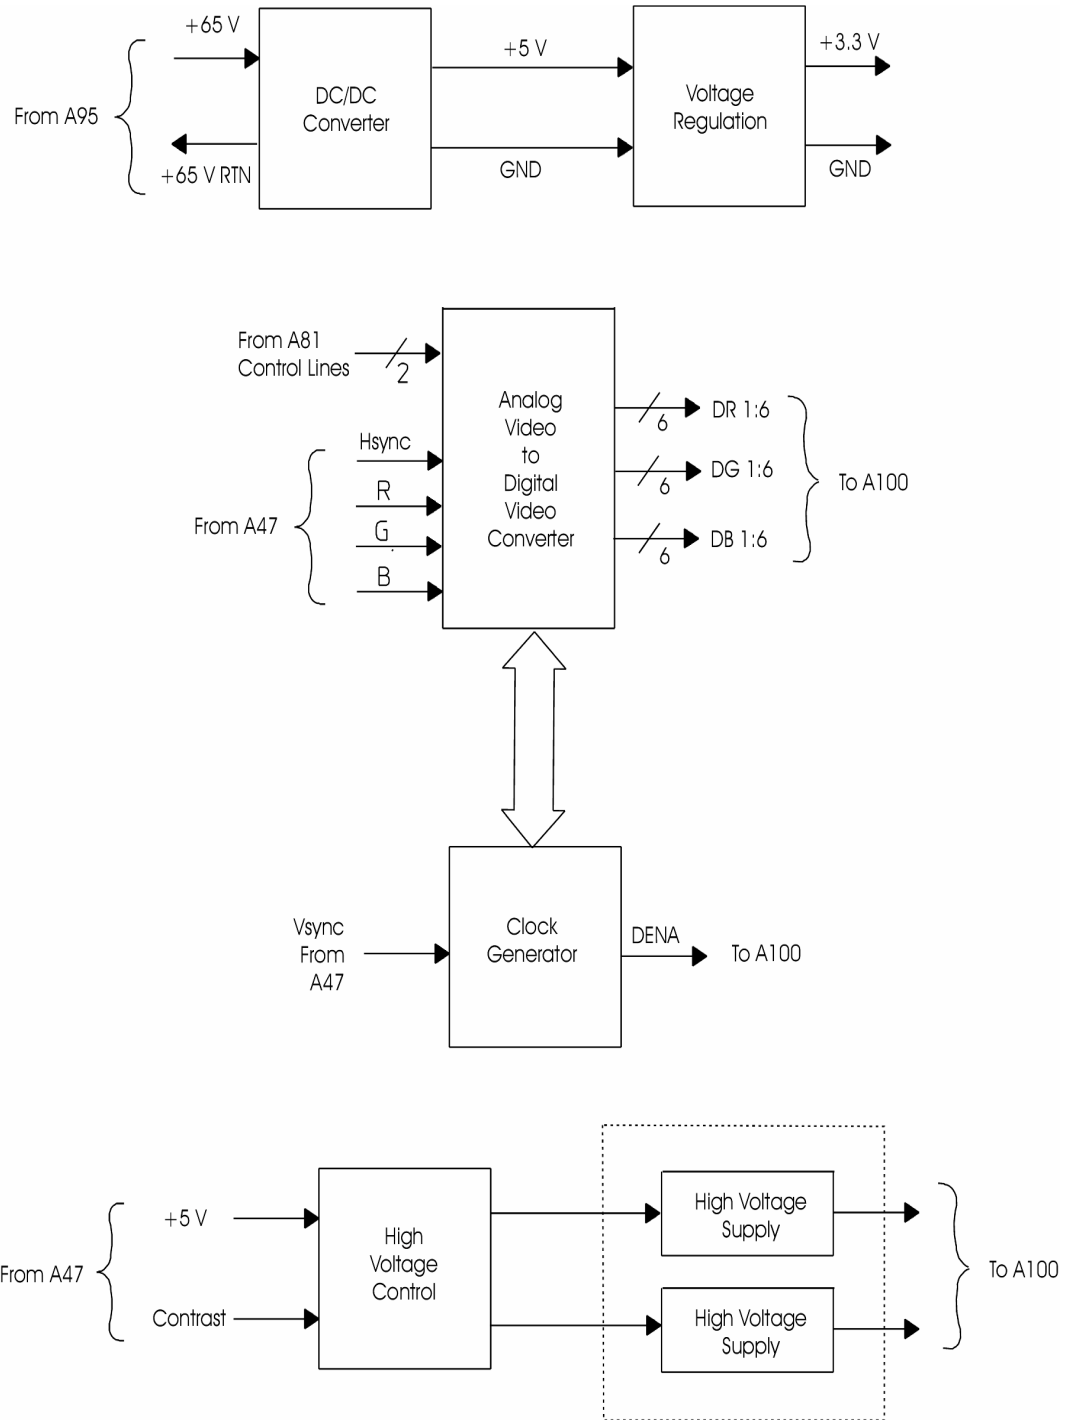 +65 V
From A95
+65 V RTN
DC/DC
Converter
+5 V
GND
Voltage
Regulation
+3.3 V
GND
From A81
Control Lines
2
From A47
Hsync
R
G
B
Analog
Video
to
Digital
Video
Converter
6
DR 1:6
6
DG 1:6
6
DB 1:6
To A100
Vsync
From
A47
Clock
Generator
DENA
To A100
From A47
+5 V
Contrast
High
Voltage
Control
High Voltage
Supply
High Voltage
Supply
To A100